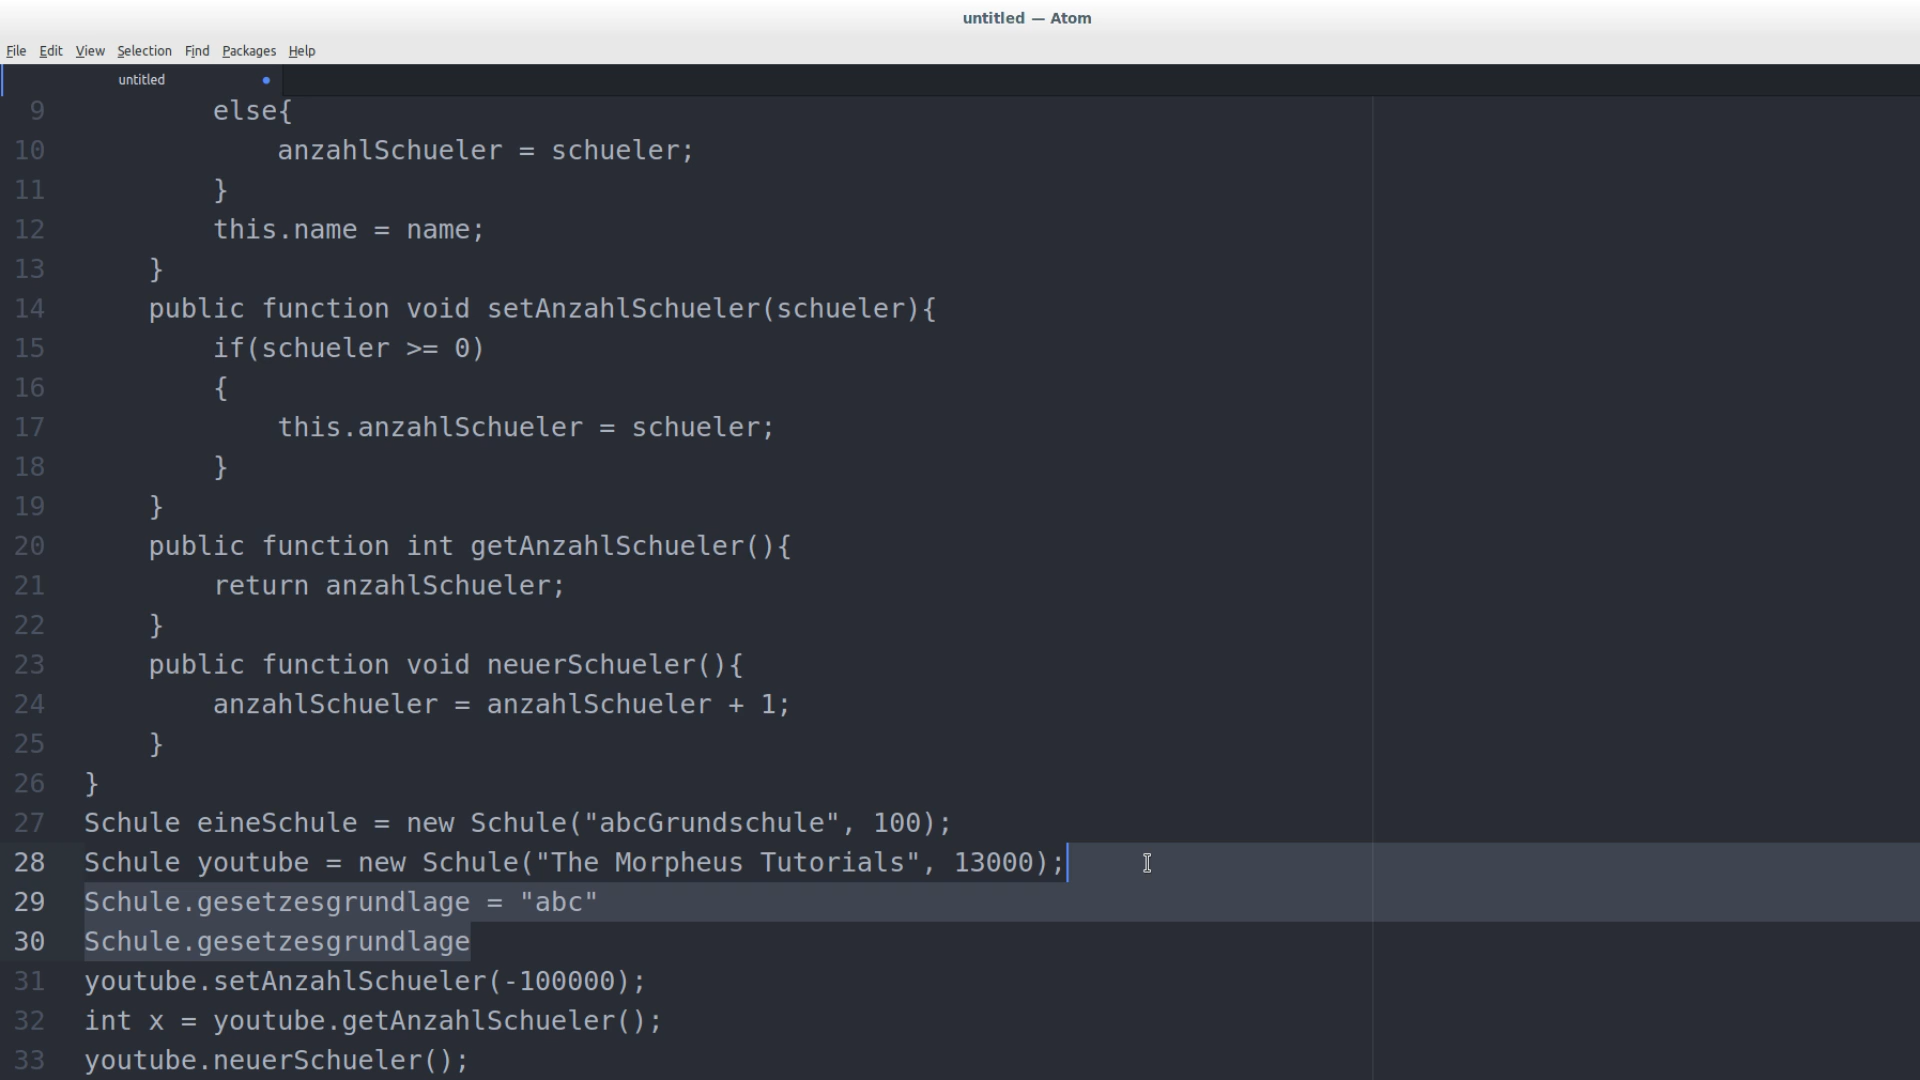 untitled — Atom
File Edit View Selection Find Packages Help
untitled
9 else{
10 anzahlSchueler = schueler;
11 }
12 this.name = name;
13 }
14 public function void setAnzahlSchueler(schueler){
15 if(schueler >= 0)
16 {
17 this.anzahlSchueler = schueler;
18 }
19 }
20 public function int getAnzahlSchueler(){
21 return anzahlSchueler;
22 }
23 public function void neuerSchueler(){
24 anzahlSchueler = anzahlSchueler + 1;
25 }
26 }
27 Schule eineSchule = new Schule("abcGrundschule", 100);
28 Schule youtube = new Schule("The Morpheus Tutorials", 13000);
29 Schule.gesetzesgrundlage = "abc"
30 Schule.gesetzesgrundlage
31 youtube.setAnzahlSchueler(-100000);
32 int x = youtube.getAnzahlSchueler();
33 youtube.neuerSchueler();